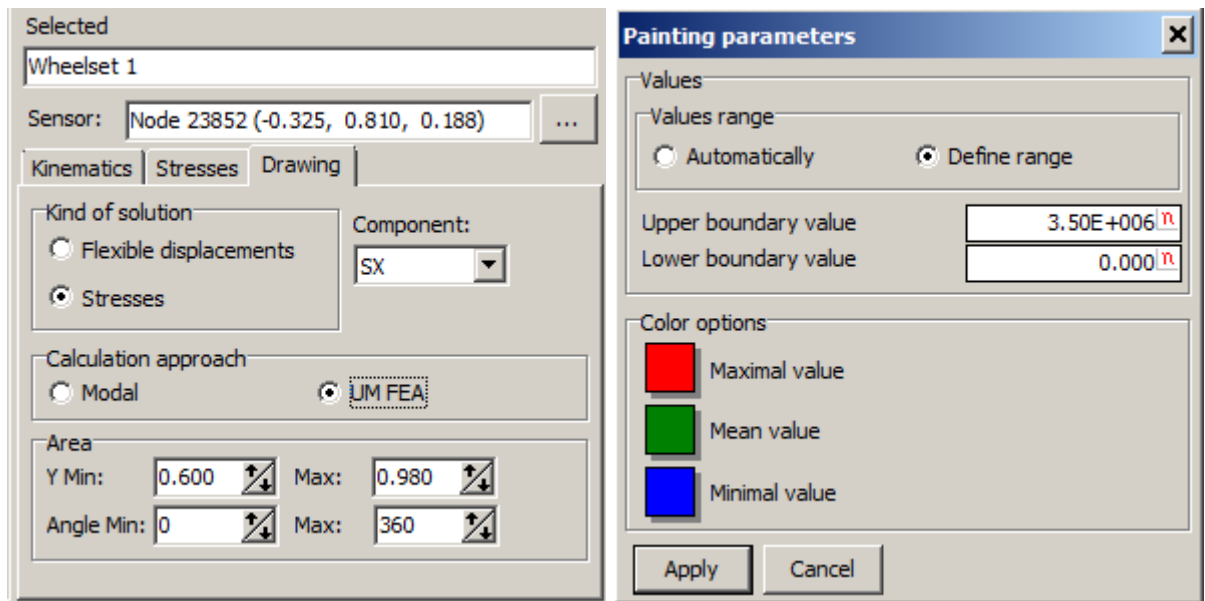 Selected
Wheelset 1
Sensor: Node 23852 (-0.325, 0.810, 0.188) ...
Kinematics Stresses Drawing
Kind of solution
Flexible displacements
Stresses
Component:
SX
Calculation approach
Modal UM FEA
Area
Y Min: 0.600 Max: 0.980
Angle Min: 0 Max: 360
Painting parameters
Values
Values range
Automatically Define range
Upper boundary value 3.50E+006 n
Lower boundary value 0.000 n
Color options
Maximal value
Mean value
Minimal value
Apply Cancel